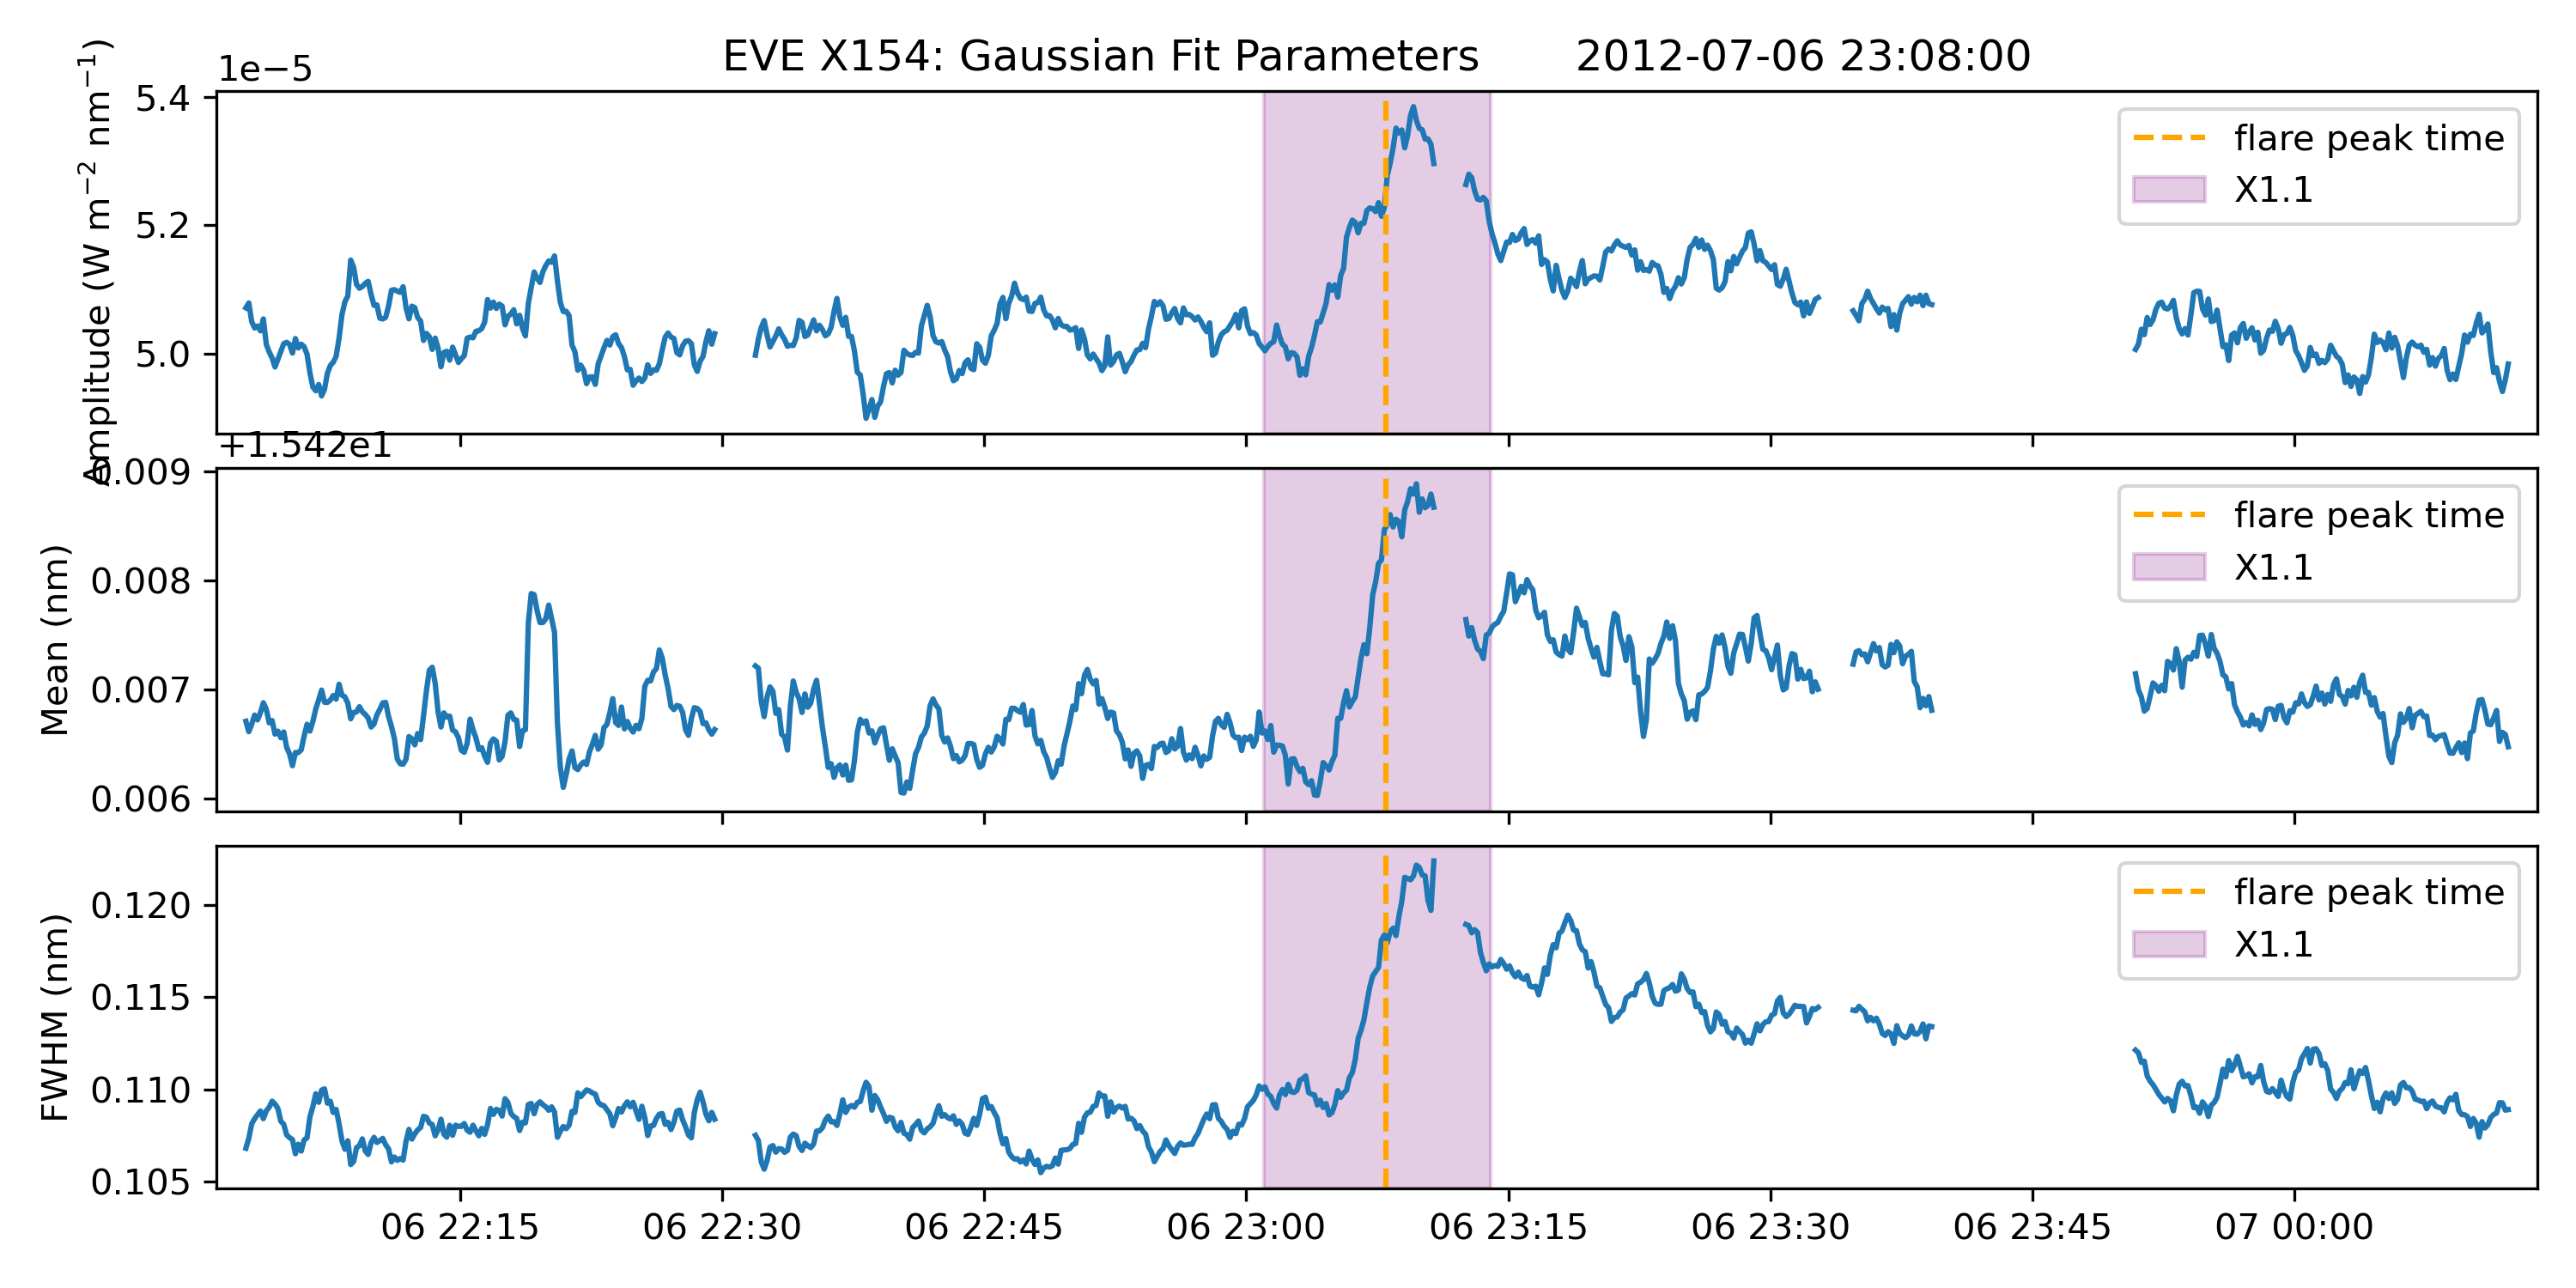 EVE X154: Gaussian Fit Parameters 2012-07-06 23:08:00
1e−5
Amplitude (W m−2 nm−1)
5.4
5.2
5.0
flare peak time
X1.1
+1.542e1
Mean (nm)
0.009
0.008
0.007
0.006
flare peak time
X1.1
FWHM (nm)
0.120
0.115
0.110
0.105
flare peak time
X1.1
06 22:15 06 22:30 06 22:45 06 23:00 06 23:15 06 23:30 06 23:45 07 00:00